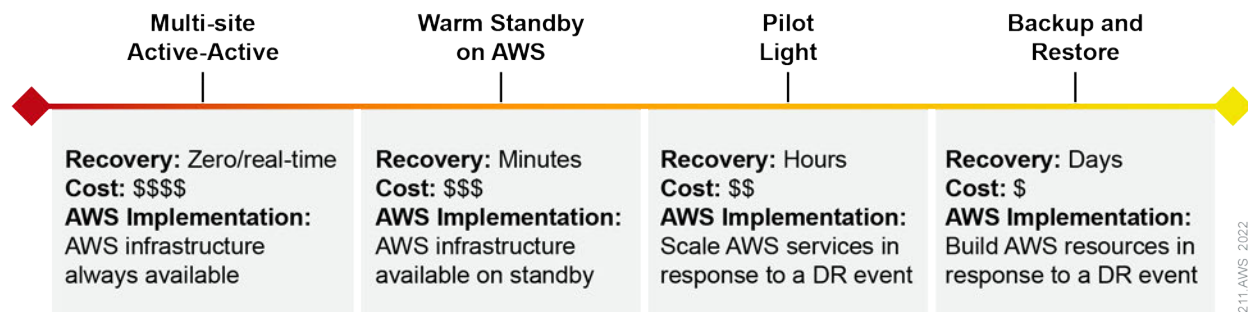 Multi-site
Active-Active
Warm Standby
on AWS
Pilot
Light
Backup and
Restore
Recovery: Zero/real-time
Cost: $$$$
AWS Implementation:
AWS infrastructure
always available
Recovery: Minutes
Cost: $$$
AWS Implementation:
AWS infrastructure
available on standby
Recovery: Hours
Cost: $$
AWS Implementation:
Scale AWS services in
response to a DR event
Recovery: Days
Cost: $
AWS Implementation:
Build AWS resources in
response to a DR event
211.AWS 2022